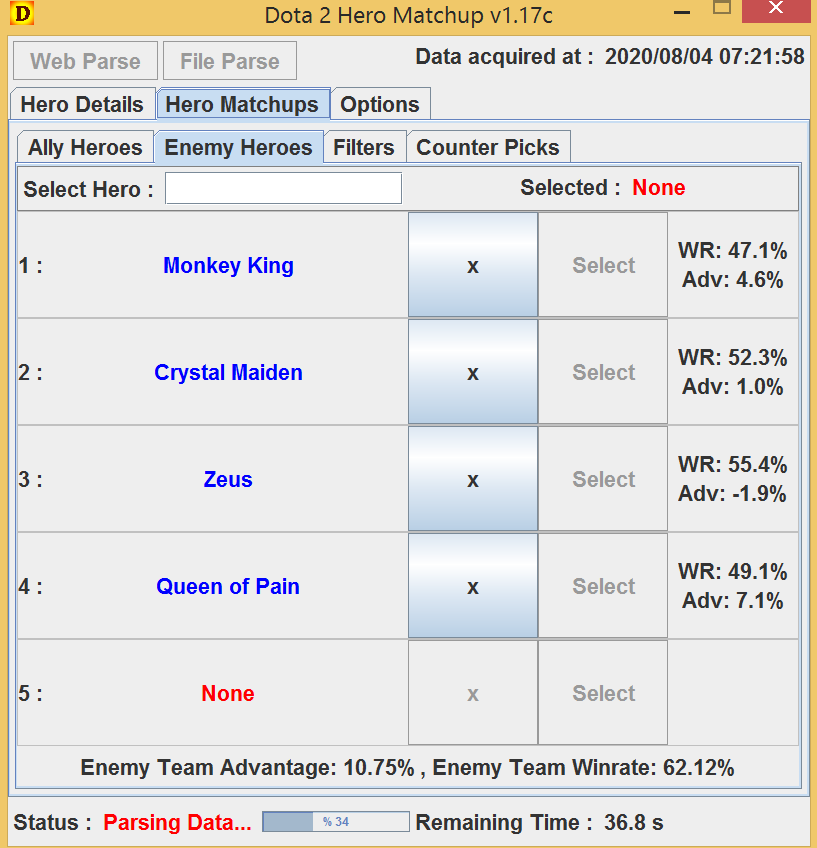 D Dota 2 Hero Matchup v1.17c
Web Parse File Parse Data acquired at : 2020/08/04 07:21:58
Hero Details Hero Matchups Options
Ally Heroes Enemy Heroes Filters Counter Picks
Select Hero : Selected : None
1 : Monkey King x Select WR: 47.1%
Adv: 4.6%
2 : Crystal Maiden x Select WR: 52.3%
Adv: 1.0%
3 : Zeus x Select WR: 55.4%
Adv: -1.9%
4 : Queen of Pain x Select WR: 49.1%
Adv: 7.1%
5 : None x Select
Enemy Team Advantage: 10.75% , Enemy Team Winrate: 62.12%
Status : Parsing Data... % 34 Remaining Time : 36.8 s